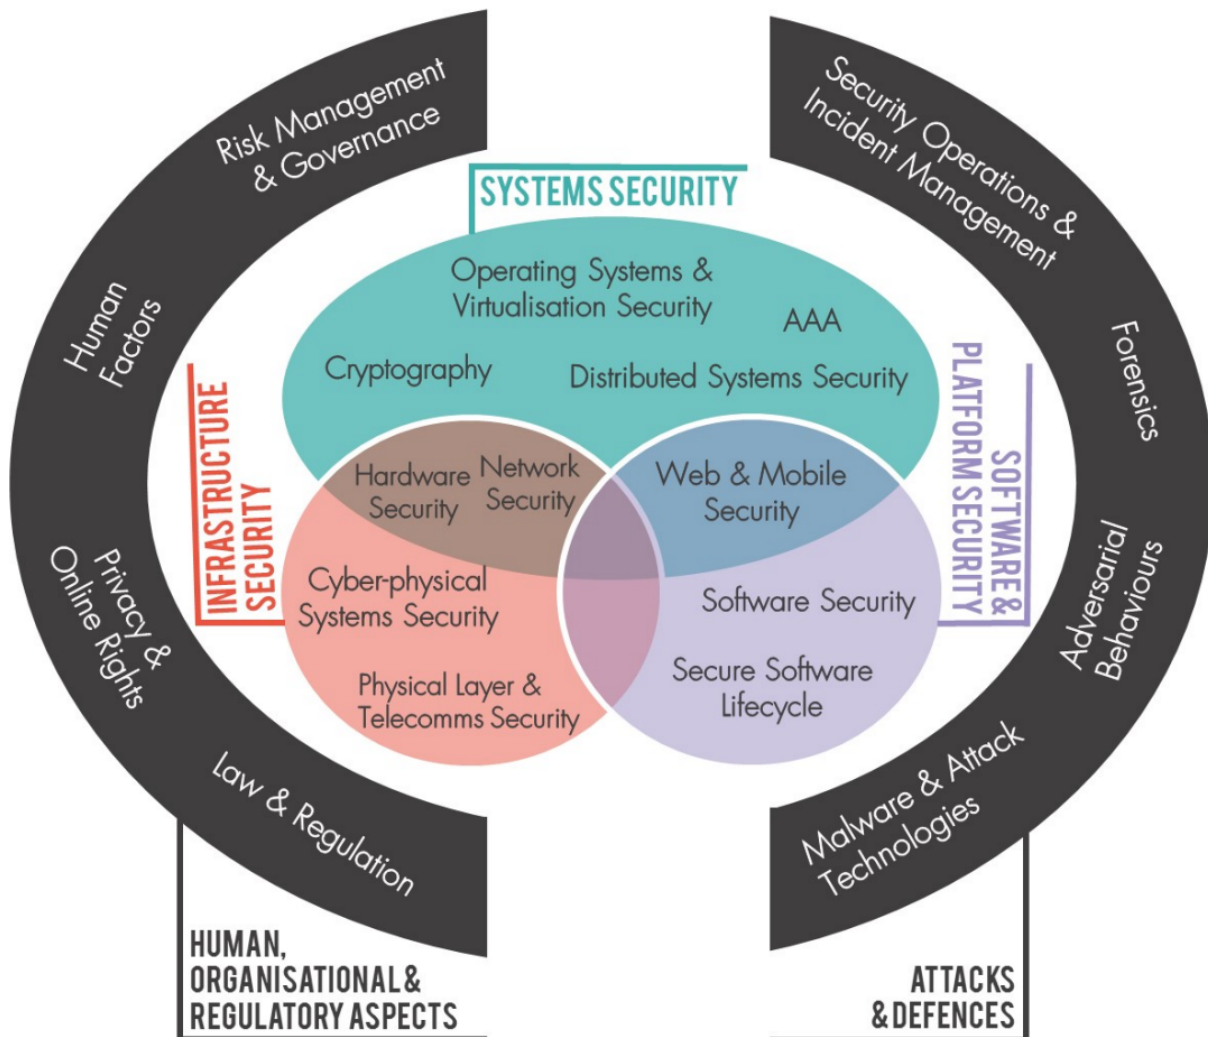 Risk Management
& Governance
Human
Factors
Privacy &
Online Rights
Law & Regulation
HUMAN,
ORGANISATIONAL &
REGULATORY ASPECTS
SYSTEMS SECURITY
Operating Systems &
Virtualisation Security
AAA
Cryptography
Distributed Systems Security
INFRASTRUCTURE
SECURITY
Hardware
Security
Network
Security
Web & Mobile
Security
Cyber-physical
Systems Security
Physical Layer &
Telecomms Security
Software Security
Secure Software
Lifecycle
SOFTWARE &
PLATFORM SECURITY
Security Operations &
Incident Management
Forensics
Adversarial
Behaviours
Malware & Attack
Technologies
ATTACKS
& DEFENCES